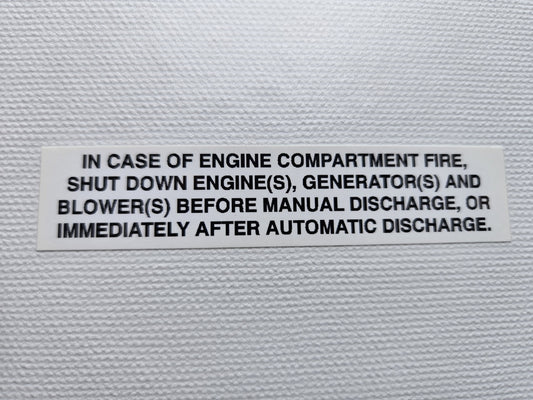 IN CASE OF ENGINE COMPARTMENT FIRE,
SHUT DOWN ENGINE(S), GENERATOR(S) AND
BLOWER(S) BEFORE MANUAL DISCHARGE, OR
IMMEDIATELY AFTER AUTOMATIC DISCHARGE.